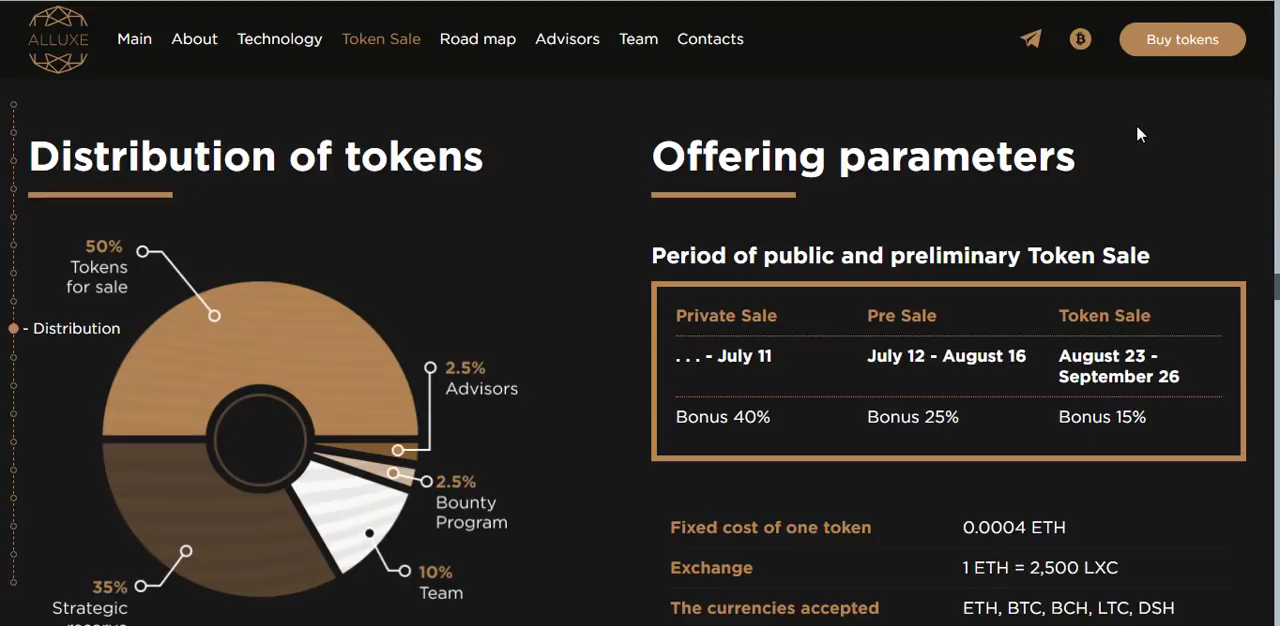 ALLUXE
Main About Technology Token Sale Road map Advisors Team Contacts
Buy tokens
Distribution of tokens
50%
Tokens
for sale
- Distribution
2.5%
Advisors
2.5%
Bounty
Program
10%
Team
35%
Strategic
reserve
Offering parameters
Period of public and preliminary Token Sale
Private Sale Pre Sale Token Sale
. . . - July 11 July 12 - August 16 August 23 -
September 26
Bonus 40% Bonus 25% Bonus 15%
Fixed cost of one token 0.0004 ETH
Exchange 1 ETH = 2,500 LXC
The currencies accepted ETH, BTC, BCH, LTC, DSH